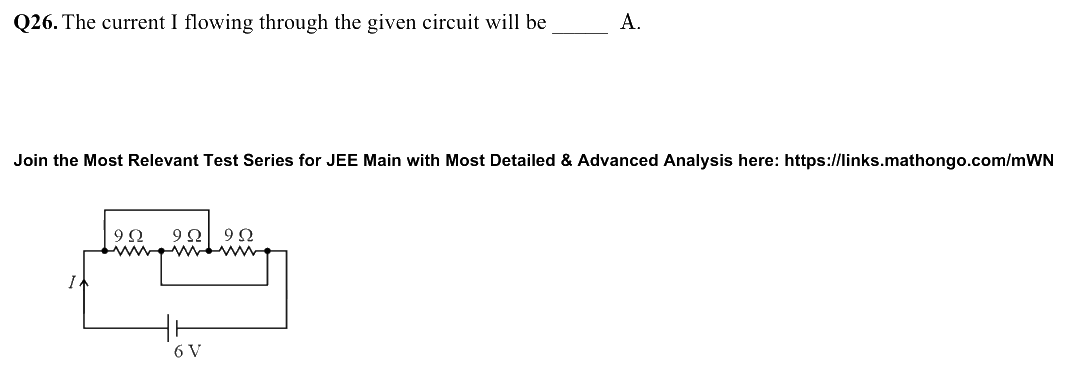 Q26. The current I flowing through the given circuit will be _____ A.
Join the Most Relevant Test Series for JEE Main with Most Detailed & Advanced Analysis here: https://links.mathongo.com/mWN
9 Ω 9 Ω 9 Ω
I
6 V